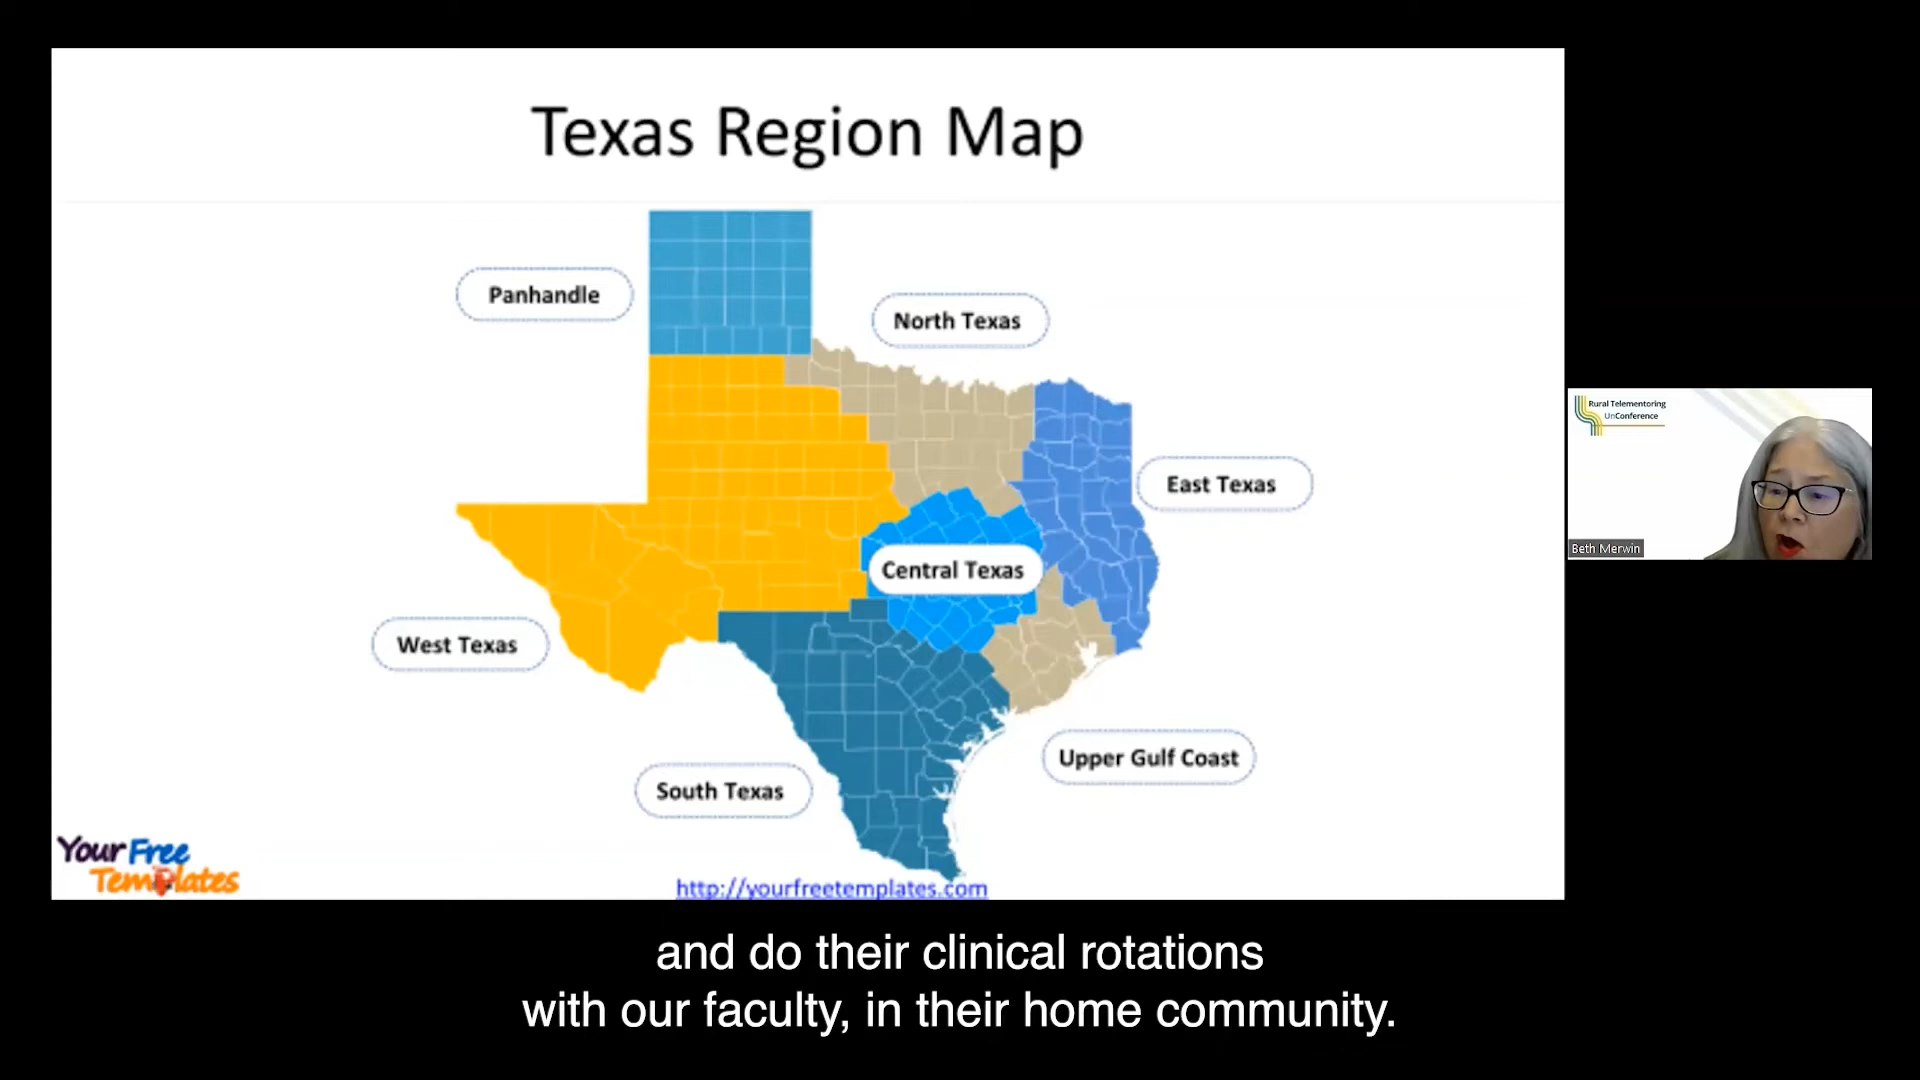 Texas Region Map
Panhandle
North Texas
East Texas
Central Texas
West Texas
Upper Gulf Coast
South Texas
Your Free
Templates
http://yourfreetemplates.com
Rural Telementoring
UnConference
Beth Merwin
and do their clinical rotations
with our faculty, in their home community.